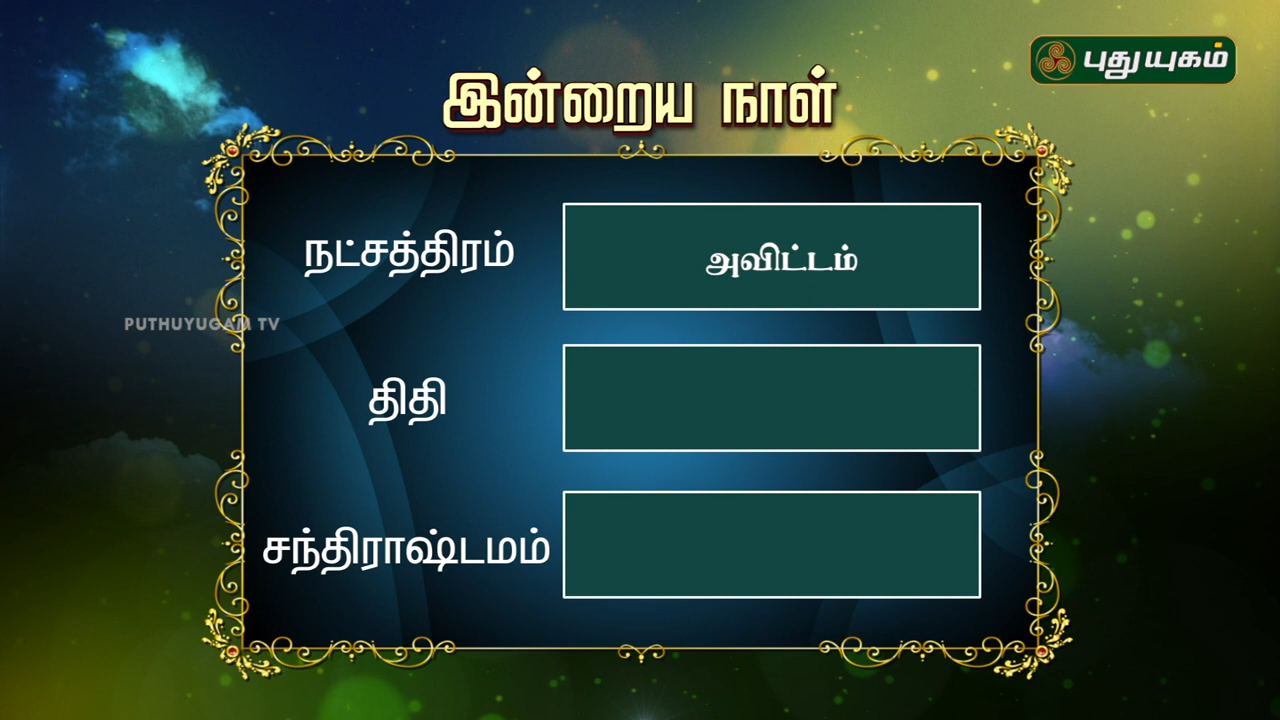 புதுயுகம்
இன்றைய நாள்
நட்சத்திரம்
அவிட்டம்
PUTHUYUGAM TV
திதி
சந்திராஷ்டமம்